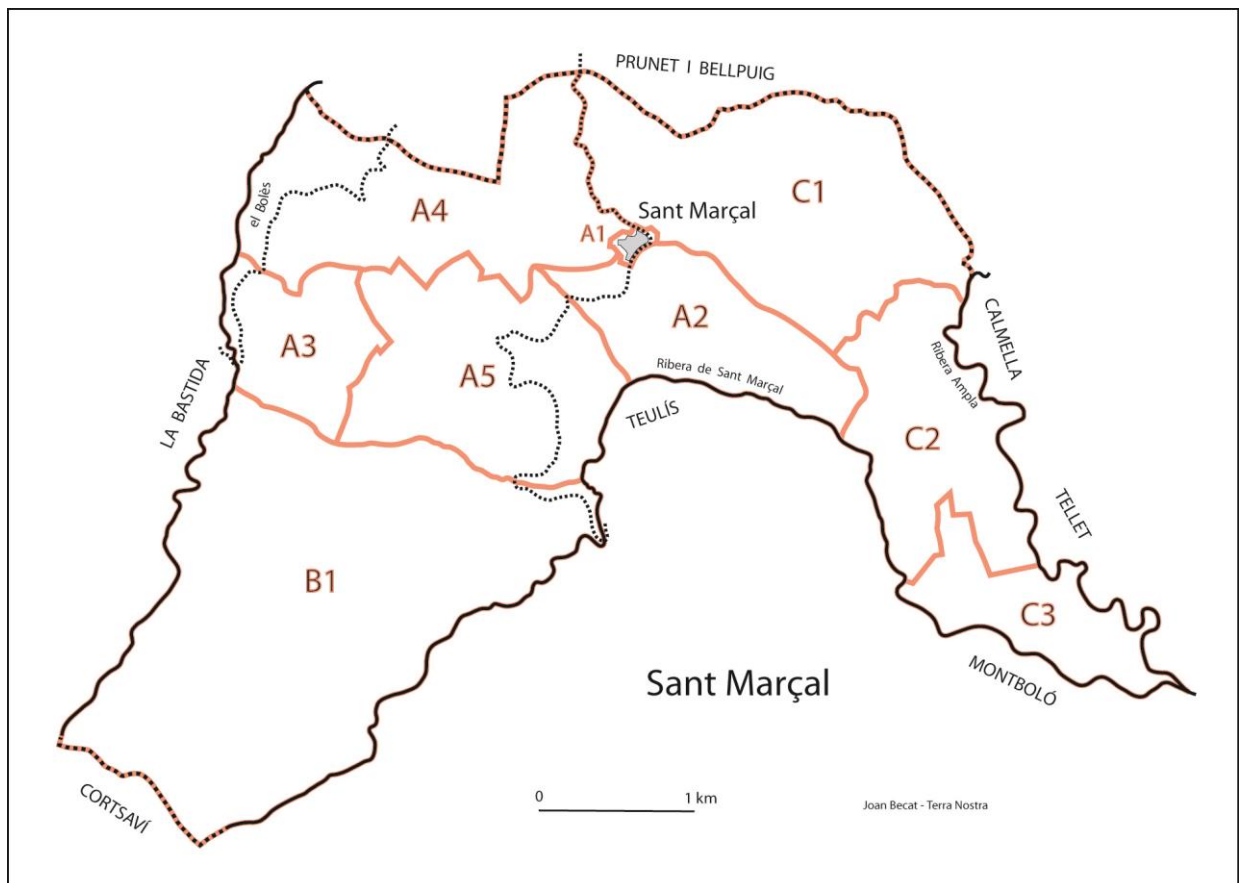 PRUNET I BELLPUIG
el Bolès
A4
C1
Sant Marçal
A1
A3
A5
A2
CALMELLA
Ribera Ampla
LA BASTIDA
Ribera de Sant Marçal
TEULÍS
C2
TELLET
B1
C3
MONTBOLÓ
Sant Marçal
CORTSAVÍ
0 1 km
Joan Becat - Terra Nostra